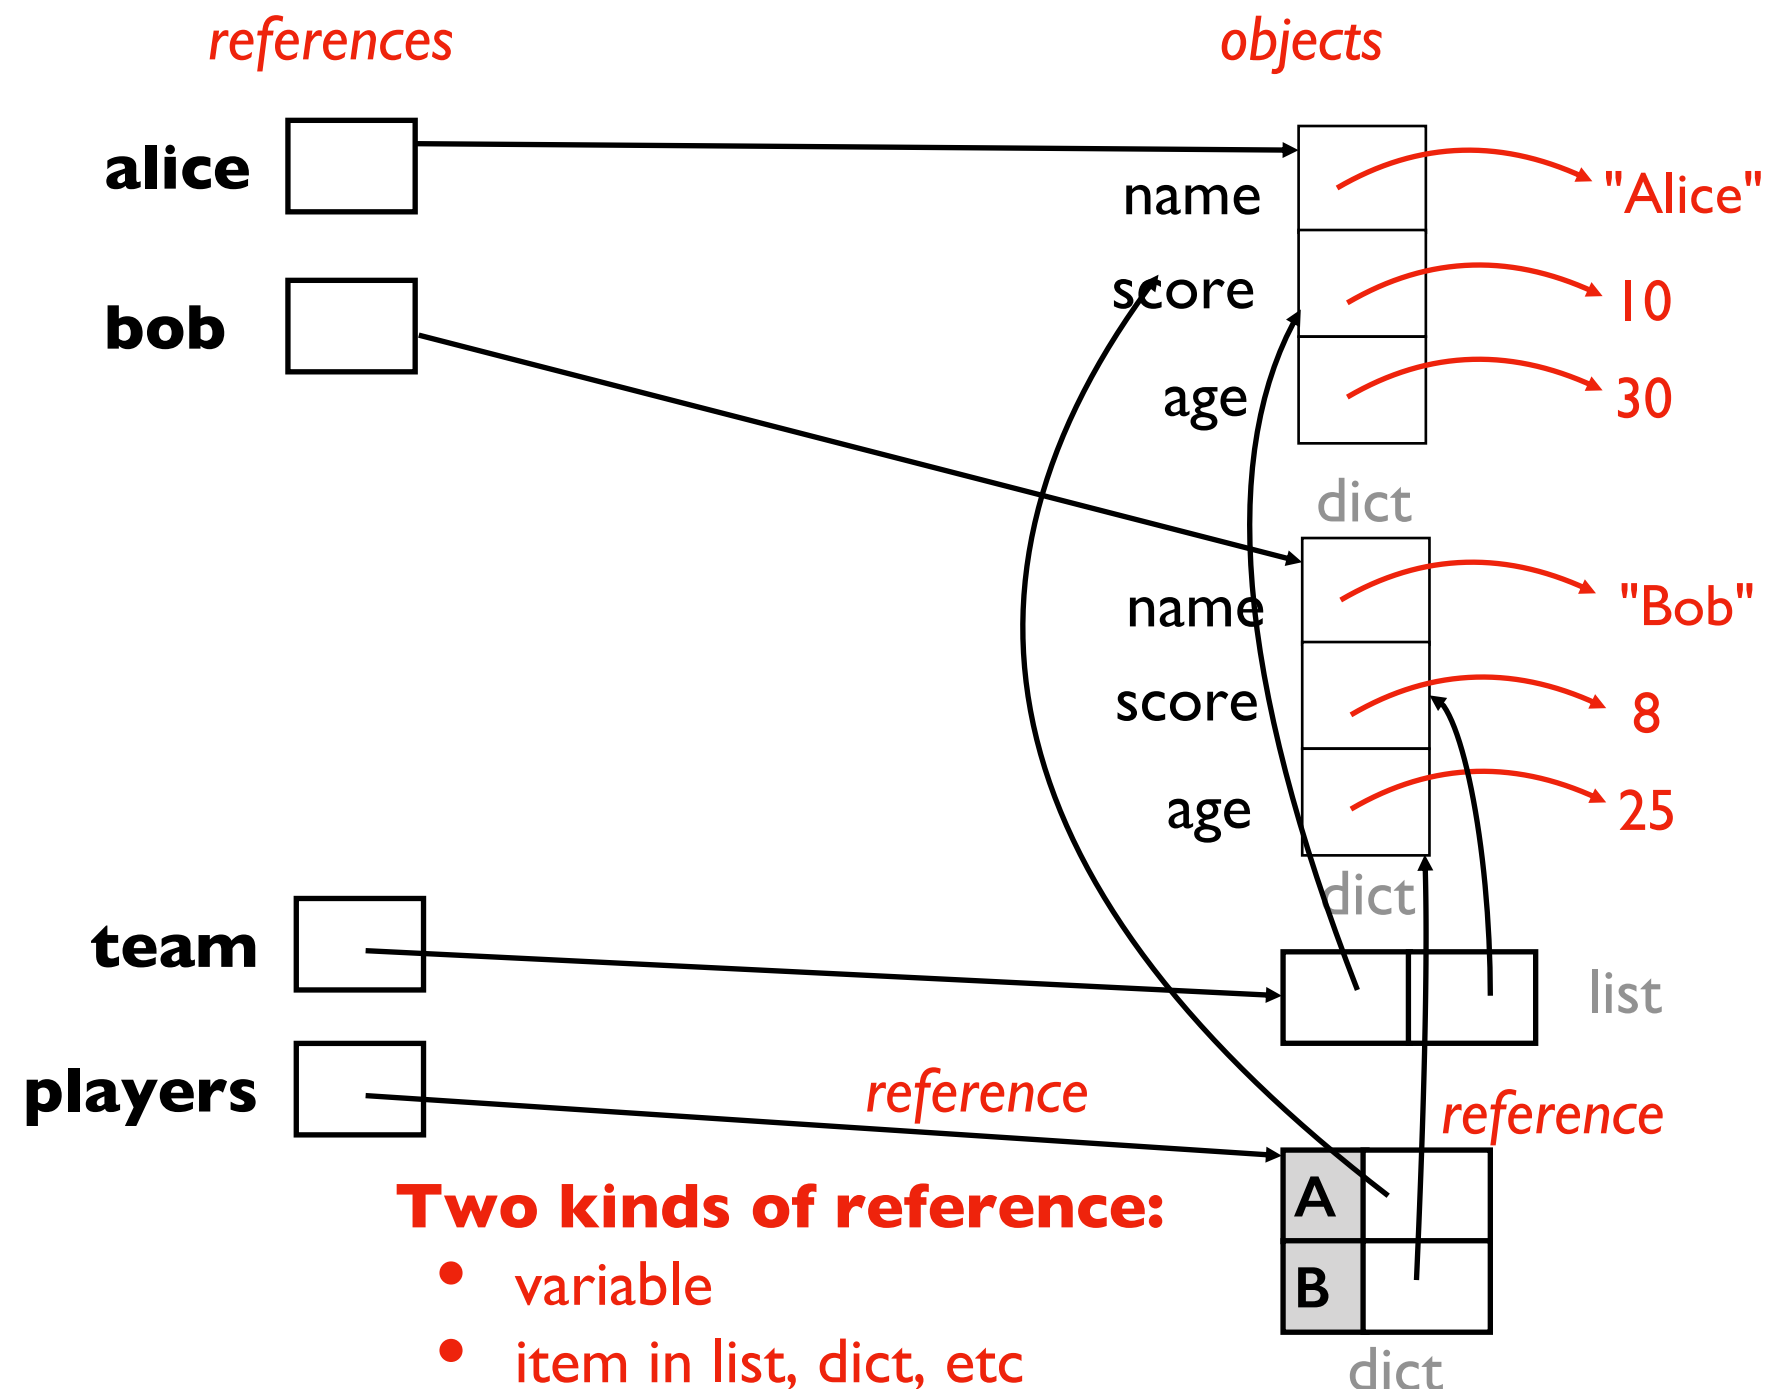 references
objects
alice
name
"Alice"
bob
score
10
age
30
dict
name
"Bob"
score
8
age
25
dict
team
list
players
reference
reference
A
Two kinds of reference:
B
• variable
• item in list, dict, etc
dict